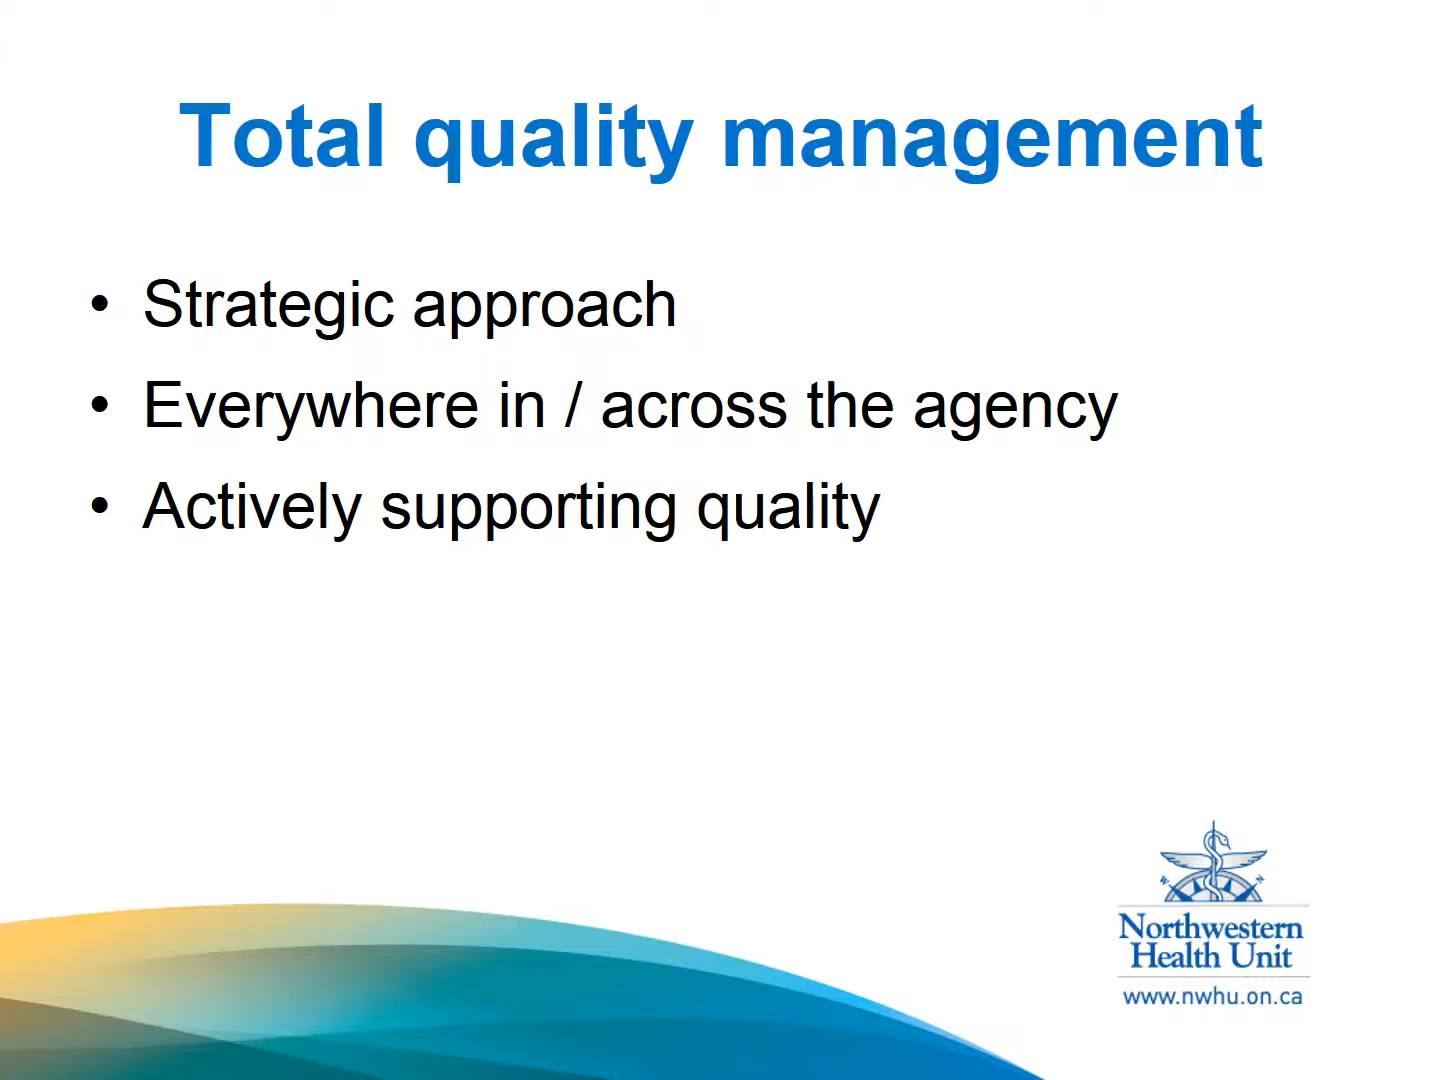 Total quality management
• Strategic approach
• Everywhere in / across the agency
• Actively supporting quality
W N
Northwestern
Health Unit
www.nwhu.on.ca